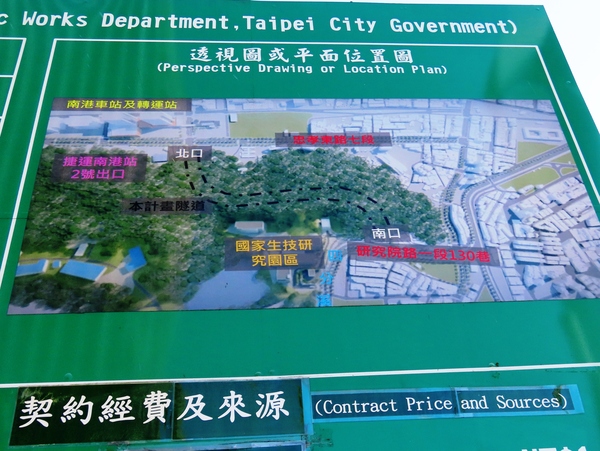 c Works Department,Taipei City Government)
透視圖或平面位置圖
(Perspective Drawing or Location Plan)
南港車站及轉運站
忠孝東路七段
北口
捷運南港站
2號出口
本計畫隧道
南口
國家生技研
究園區
研究院路一段130巷
契約經費及來源
(Contract Price and Sources)